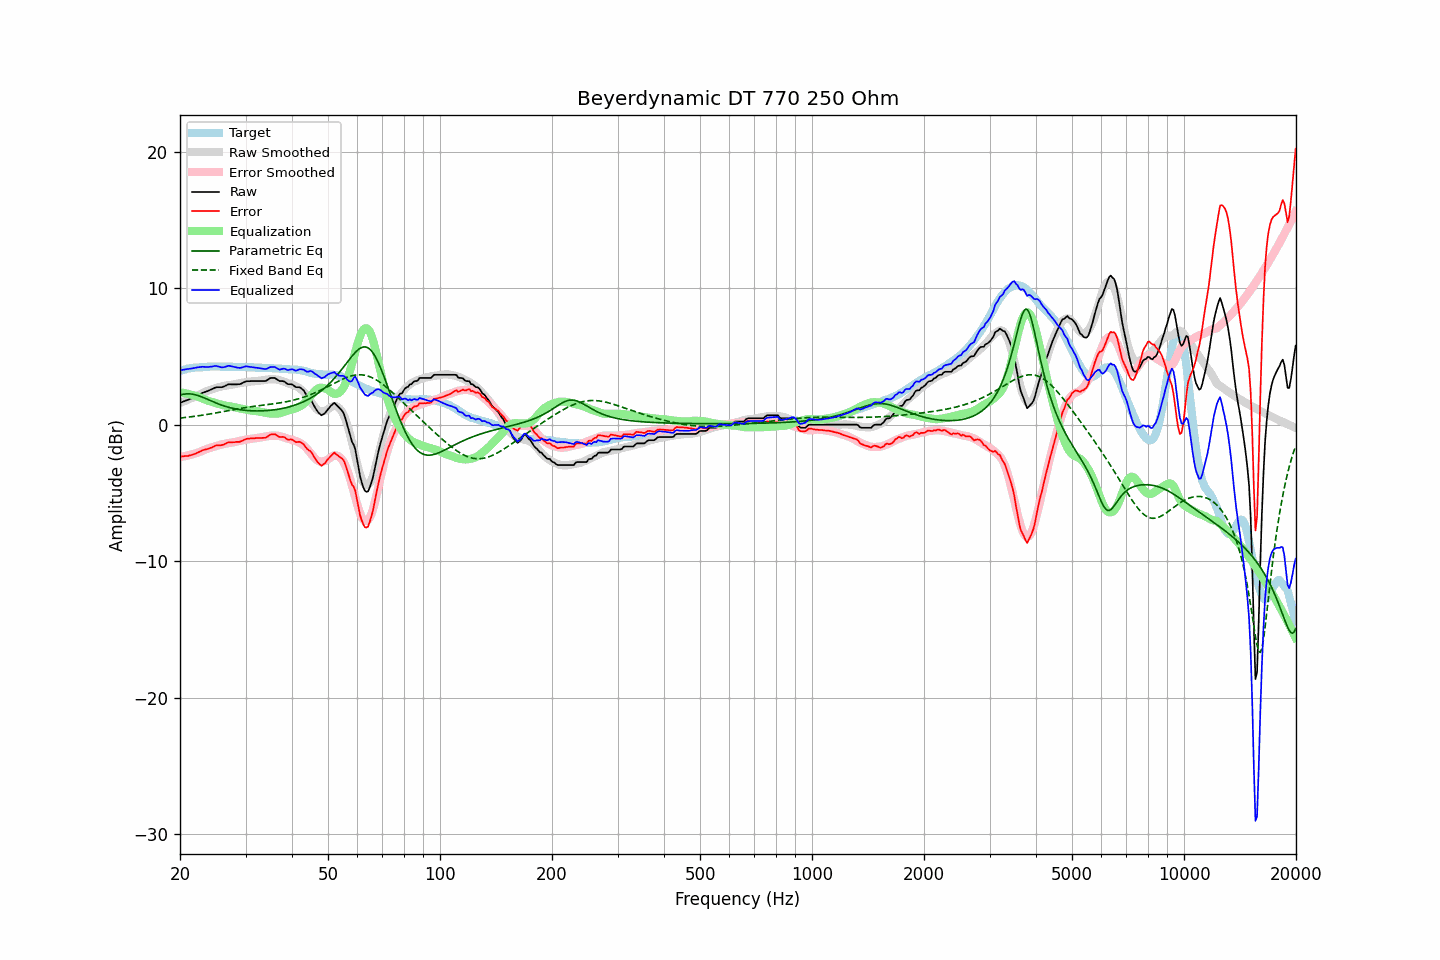 Beyerdynamic DT 770 250 Ohm
Target
Raw Smoothed
Error Smoothed
Raw
Error
Equalization
Parametric Eq
Fixed Band Eq
Equalized
Amplitude (dBr)
20
10
0
−10
−20
−30
20 50 100 200 500 1000 2000 5000 10000 20000
Frequency (Hz)